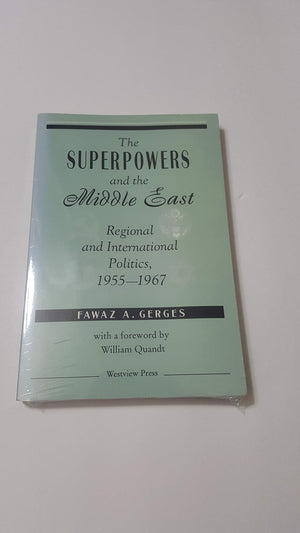 The
SUPERPOWERS
and the
Middle East
Regional
and International
Politics,
1955—1967
FAWAZ A. GERGES
with a foreword by
William Quandt
Westview Press